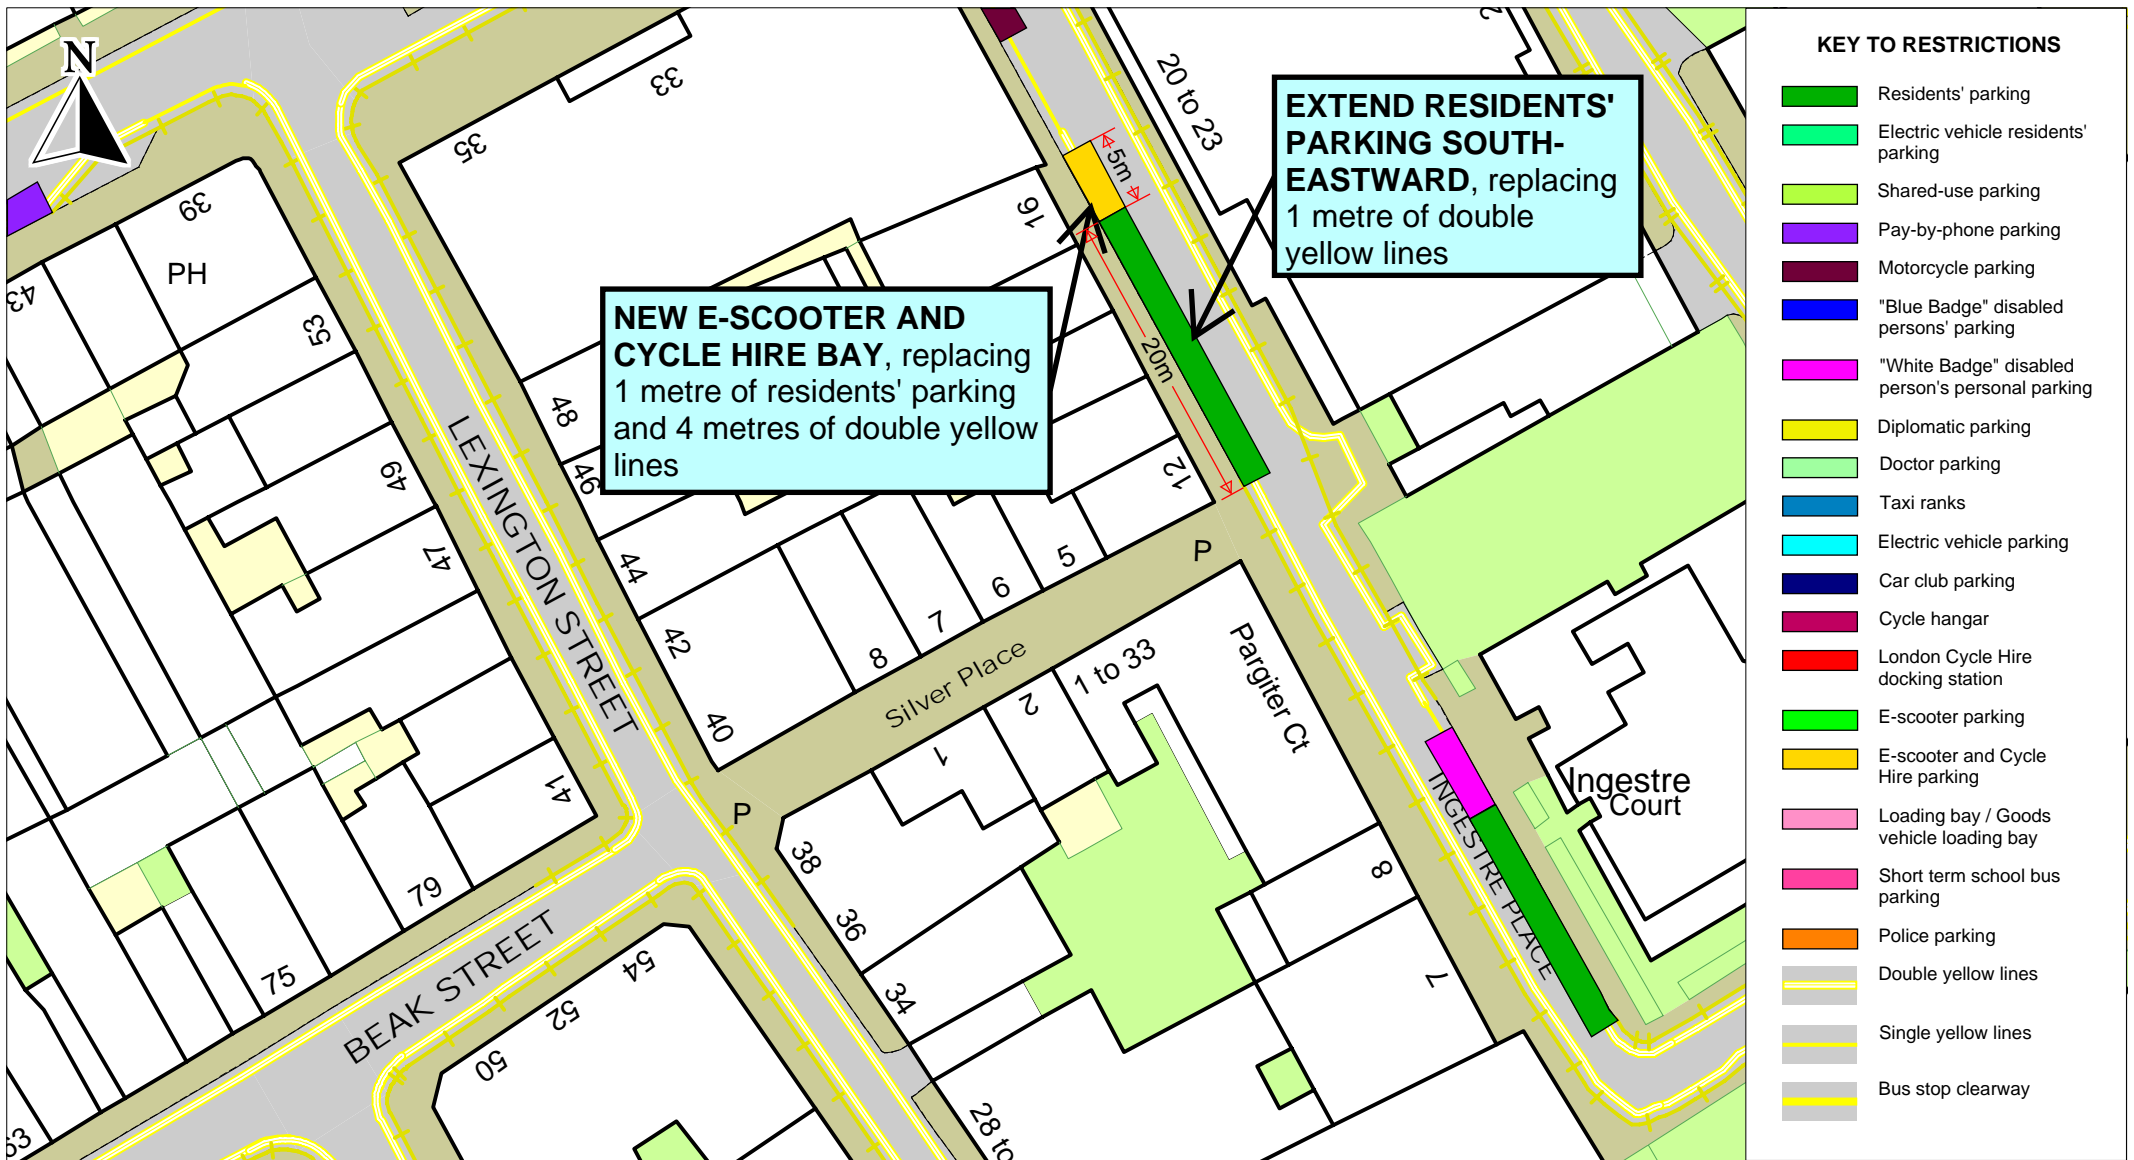 N
33
35
39
43
PH
53
49
47
41
79
75
63
48
46
44
42
40
LEXINGTON STREET
BEAK STREET
54
52
50
NEW E-SCOOTER AND
CYCLE HIRE BAY, replacing
1 metre of residents' parking
and 4 metres of double yellow
lines
EXTEND RESIDENTS'
PARKING SOUTH-
EASTWARD, replacing
1 metre of double
yellow lines
20 to 23
2
5m
20m
16
12
5
6
7
8
Silver Place
P
P
1
2
1 to 33
Pargiter Ct
38
36
34
28 to
8
7
INGESTRE PLACE
Ingestre
Court
KEY TO RESTRICTIONS
Residents' parking
Electric vehicle residents'
parking
Shared-use parking
Pay-by-phone parking
Motorcycle parking
"Blue Badge" disabled
persons' parking
"White Badge" disabled
person's personal parking
Diplomatic parking
Doctor parking
Taxi ranks
Electric vehicle parking
Car club parking
Cycle hangar
London Cycle Hire
docking station
E-scooter parking
E-scooter and Cycle
Hire parking
Loading bay / Goods
vehicle loading bay
Short term school bus
parking
Police parking
Double yellow lines
Single yellow lines
Bus stop clearway